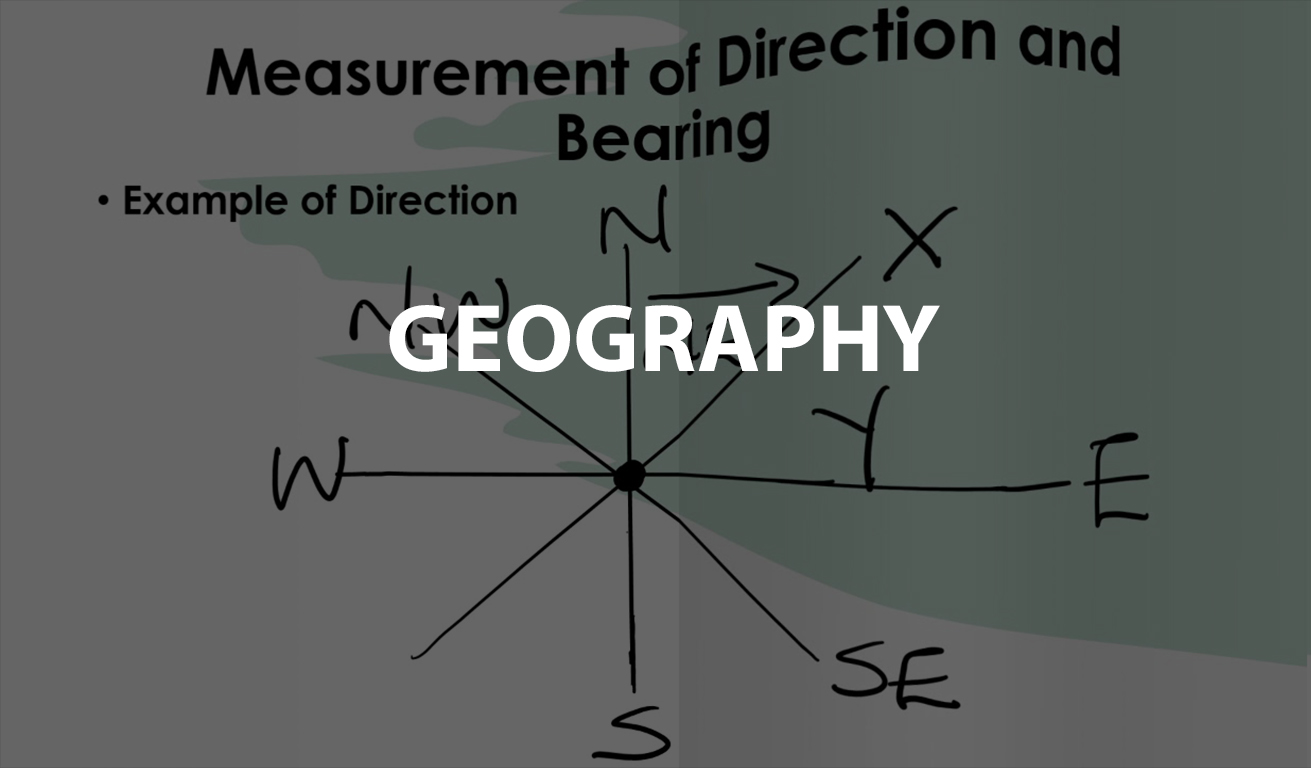 Measurement of Direction and
Bearing
• Example of Direction
N
X
NW
GEOGRAPHY
Y
W
E
SE
S